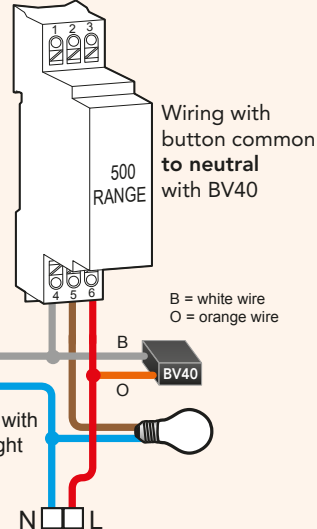 1 2 3
500
RANGE
Wiring with
button common
to neutral
with BV40
4 5 6
B = white wire
O = orange wire
B
BV40
O
with
ght
N L